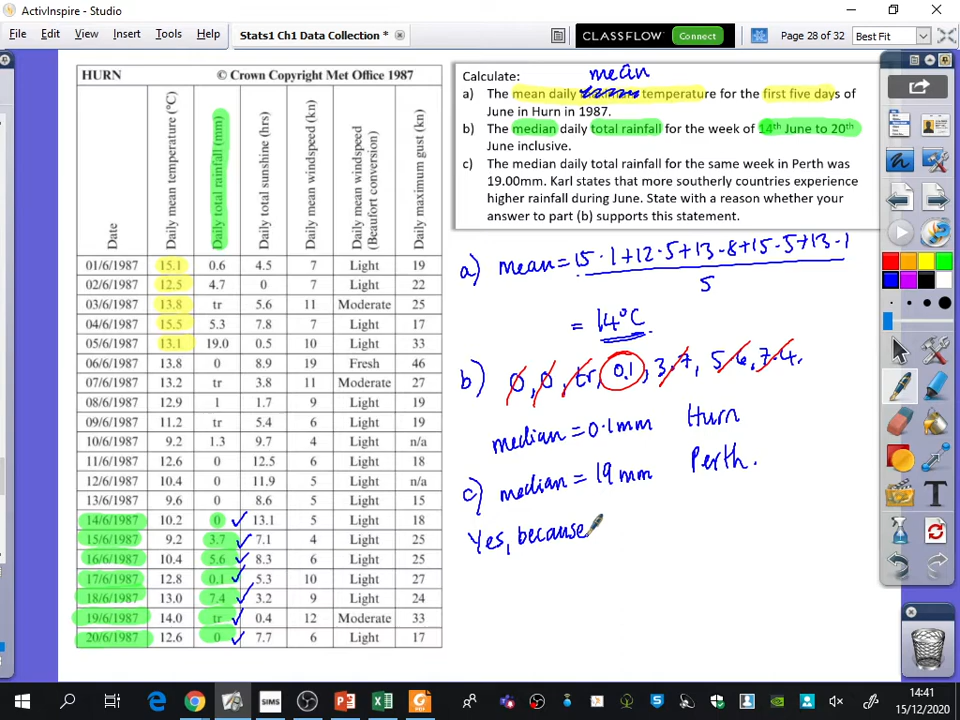 ActivInspire - Studio
File Edit View Insert Tools Help
Stats1 Ch1 Data Collection *
CLASSFLOW Connect
Page 28 of 32
Best Fit
HURN © Crown Copyright Met Office 1987
Date Daily mean temperature (°C) Daily total rainfall (mm) Daily total sunshine (hrs) Daily mean windspeed (kn) Daily mean windspeed (Beaufort conversion) Daily maximum gust (kn)
01/6/1987 15.1 0.6 4.5 7 Light 19
02/6/1987 12.5 4.7 0 7 Light 22
03/6/1987 13.8 tr 5.6 11 Moderate 25
04/6/1987 15.5 5.3 7.8 7 Light 17
05/6/1987 13.1 19.0 0.5 10 Light 33
06/6/1987 13.8 0 8.9 19 Fresh 46
07/6/1987 13.2 tr 3.8 11 Moderate 27
08/6/1987 12.9 1 1.7 9 Light 19
09/6/1987 11.2 tr 5.4 6 Light 19
10/6/1987 9.2 1.3 9.7 4 Light n/a
11/6/1987 12.6 0 12.5 6 Light 18
12/6/1987 10.4 0 11.9 5 Light n/a
13/6/1987 9.6 0 8.6 5 Light 15
14/6/1987 10.2 0 13.1 5 Light 18
15/6/1987 9.2 3.7 7.1 4 Light 25
16/6/1987 10.4 5.6 8.3 6 Light 25
17/6/1987 12.8 0.1 5.3 10 Light 27
18/6/1987 13.0 7.4 3.2 9 Light 24
19/6/1987 14.0 tr 0.4 12 Moderate 33
20/6/1987 12.6 0 7.7 6 Light 17
Calculate:
mean
a) The mean daily maximum temperature for the first five days of
June in Hurn in 1987.
b) The median daily total rainfall for the week of 14th June to 20th
June inclusive.
c) The median daily total rainfall for the same week in Perth was
19.00mm. Karl states that more southerly countries experience
higher rainfall during June. State with a reason whether your
answer to part (b) supports this statement.
a) mean = 15.1+12.5+13.8+15.5+13.1
5
= 14°C.
b) 0, 0, tr, 0.1, 3.7, 5.6, 7.4.
median = 0.1mm Hurn
c) median = 19mm Perth.
Yes, because
SIMS
14:41
15/12/2020